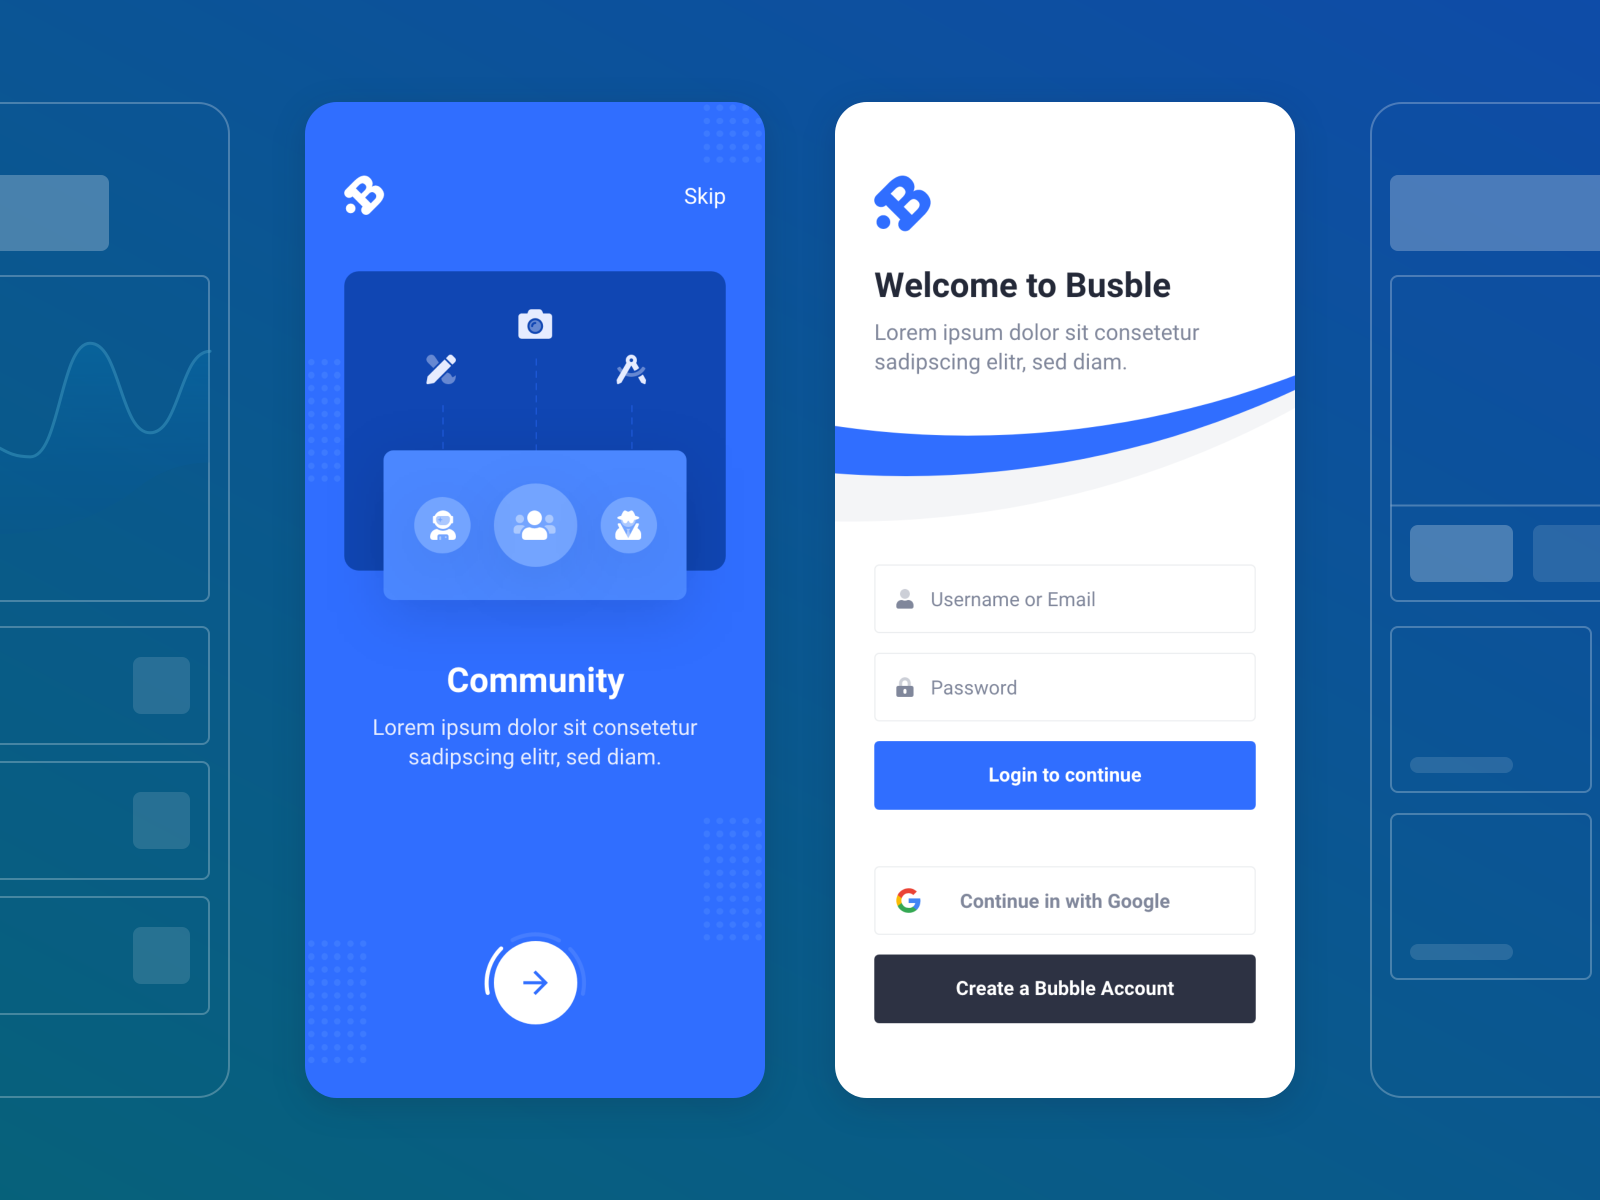 Skip
Community
Lorem ipsum dolor sit consetetur
sadipscing elitr, sed diam.
Welcome to Busble
Lorem ipsum dolor sit consetetur
sadipscing elitr, sed diam.
Username or Email
Password
Login to continue
Continue in with Google
Create a Bubble Account